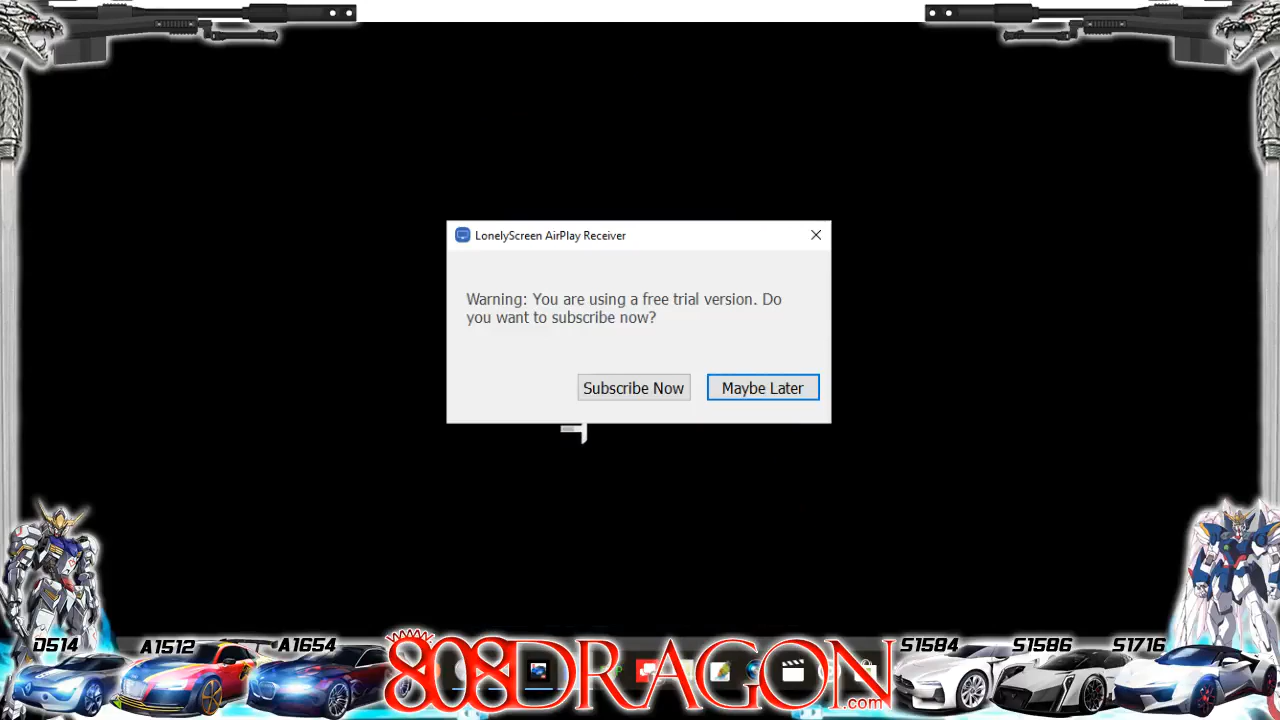 LonelyScreen AirPlay Receiver
Warning: You are using a free trial version. Do
you want to subscribe now?
Subscribe Now
Maybe Later
D514
A1512
A1654
808DRAGON
.com
S1584
S1586
S1716